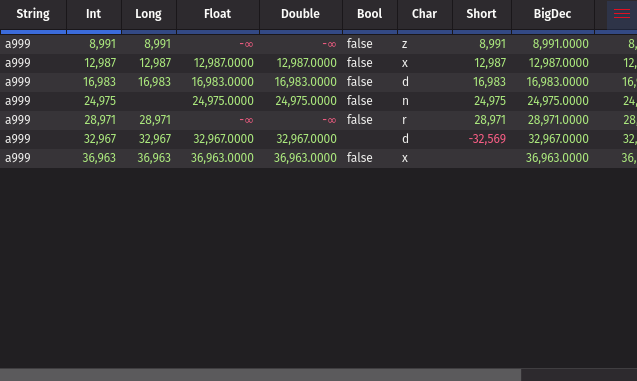 String Int Long Float Double Bool Char Short BigDec
a999 8,991 8,991 -∞ -∞ false z 8,991 8,991.0000 8,
a999 12,987 12,987 12,987.0000 12,987.0000 false x 12,987 12,987.0000 12,
a999 16,983 16,983 16,983.0000 16,983.0000 false d 16,983 16,983.0000 16,
a999 24,975 24,975.0000 24,975.0000 false n 24,975 24,975.0000 24,
a999 28,971 28,971 -∞ -∞ false r 28,971 28,971.0000 28,
a999 32,967 32,967 32,967.0000 32,967.0000 d -32,569 32,967.0000 32,
a999 36,963 36,963 36,963.0000 36,963.0000 false x 36,963.0000 36,